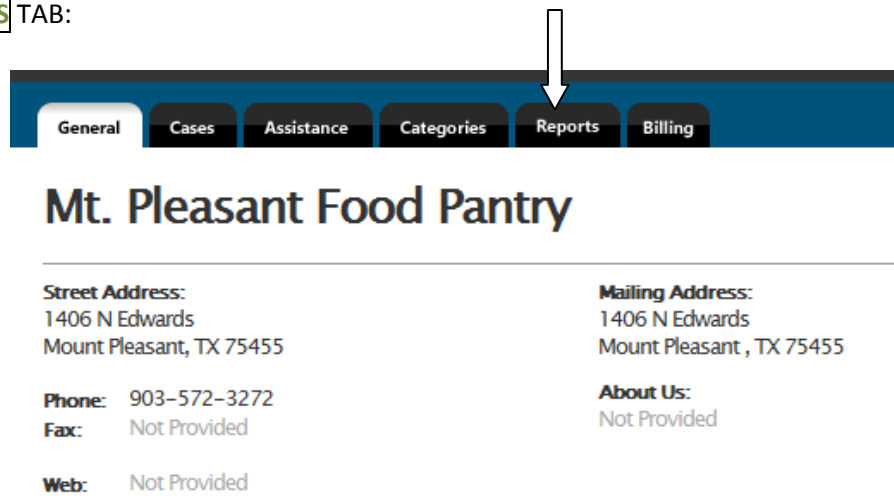 S TAB:
General Cases Assistance Categories Reports Billing
Mt. Pleasant Food Pantry
Street Address:
1406 N Edwards
Mount Pleasant, TX 75455
Mailing Address:
1406 N Edwards
Mount Pleasant , TX 75455
Phone: 903-572-3272
Fax: Not Provided
About Us:
Not Provided
Web: Not Provided